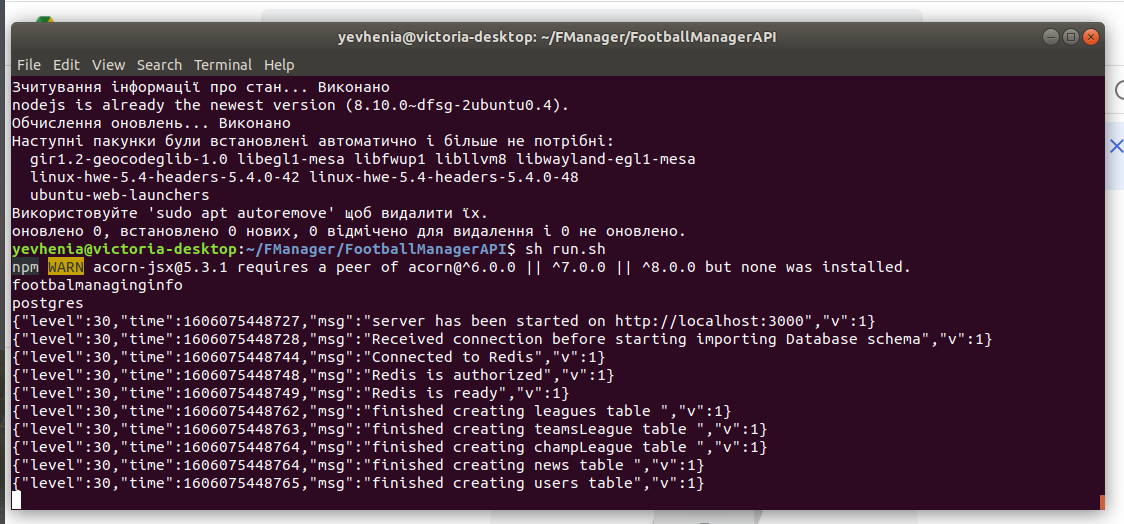 yevhenia@victoria-desktop: ~/FManager/FootballManagerAPI
File Edit View Search Terminal Help
Зчитування інформації про стан... Виконано
nodejs is already the newest version (8.10.0~dfsg-2ubuntu0.4).
Обчислення оновлень... Виконано
Наступні пакунки були встановлені автоматично і більше не потрібні:
  gir1.2-geocodeglib-1.0 libegl1-mesa libfwup1 libllvm8 libwayland-egl1-mesa
  linux-hwe-5.4-headers-5.4.0-42 linux-hwe-5.4-headers-5.4.0-48
  ubuntu-web-launchers
Використовуйте 'sudo apt autoremove' щоб видалити їх.
оновлено 0, встановлено 0 нових, 0 відмічено для видалення і 0 не оновлено.
yevhenia@victoria-desktop:~/FManager/FootballManagerAPI$ sh run.sh
npm WARN acorn-jsx@5.3.1 requires a peer of acorn@^6.0.0 || ^7.0.0 || ^8.0.0 but none was installed.
footbalmanaginginfo
postgres
{"level":30,"time":1606075448727,"msg":"server has been started on http://localhost:3000","v":1}
{"level":30,"time":1606075448728,"msg":"Received connection before starting importing Database schema","v":1}
{"level":30,"time":1606075448744,"msg":"Connected to Redis","v":1}
{"level":30,"time":1606075448748,"msg":"Redis is authorized","v":1}
{"level":30,"time":1606075448749,"msg":"Redis is ready","v":1}
{"level":30,"time":1606075448762,"msg":"finished creating leagues table ","v":1}
{"level":30,"time":1606075448763,"msg":"finished creating teamsLeague table ","v":1}
{"level":30,"time":1606075448764,"msg":"finished creating champLeague table ","v":1}
{"level":30,"time":1606075448764,"msg":"finished creating news table ","v":1}
{"level":30,"time":1606075448765,"msg":"finished creating users table","v":1}